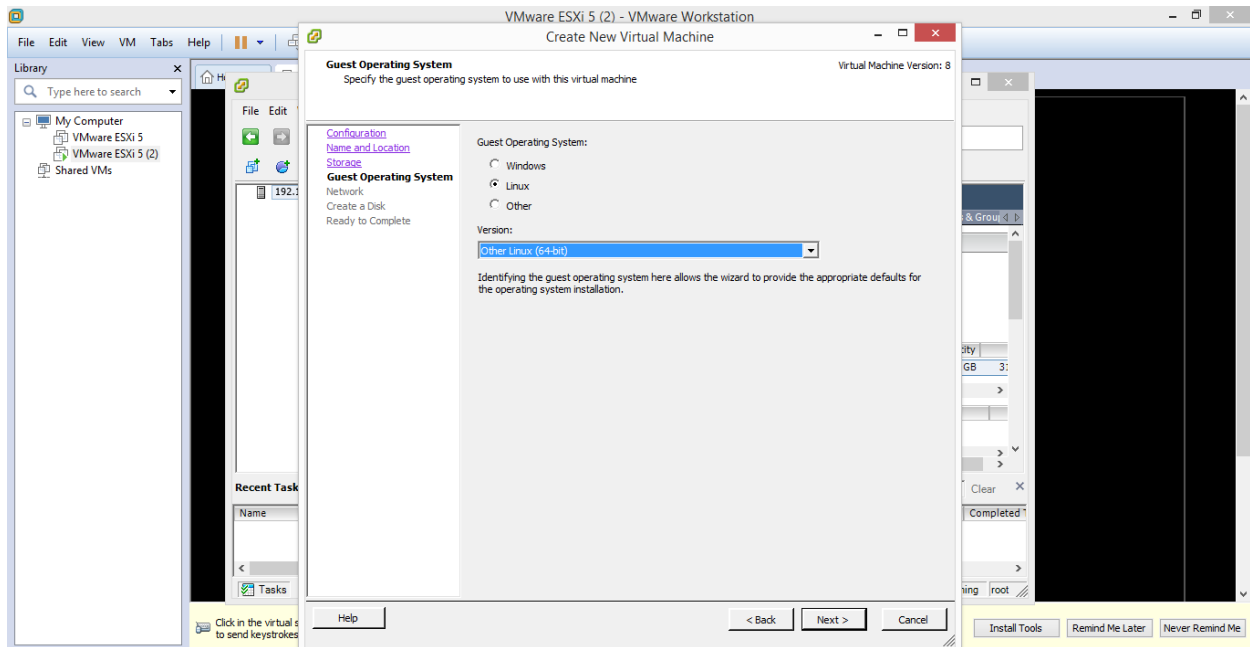 VMware ESXi 5 (2) - VMware Workstation
File Edit View VM Tabs Help
Library
Type here to search
My Computer
VMware ESXi 5
VMware ESXi 5 (2)
Shared VMs
File Edit
192.1
Recent Task
Name
Tasks
Click in the virtual s
to send keystrokes
Create New Virtual Machine
Guest Operating System
Specify the guest operating system to use with this virtual machine
Virtual Machine Version: 8
Configuration
Name and Location
Storage
Guest Operating System
Network
Create a Disk
Ready to Complete
Guest Operating System:
Windows
Linux
Other
Version:
Other Linux (64-bit)
Identifying the guest operating system here allows the wizard to provide the appropriate defaults for
the operating system installation.
Help
< Back
Next >
Cancel
& Grou
city
GB 3
Clear
Completed T
root
Install Tools
Remind Me Later
Never Remind Me